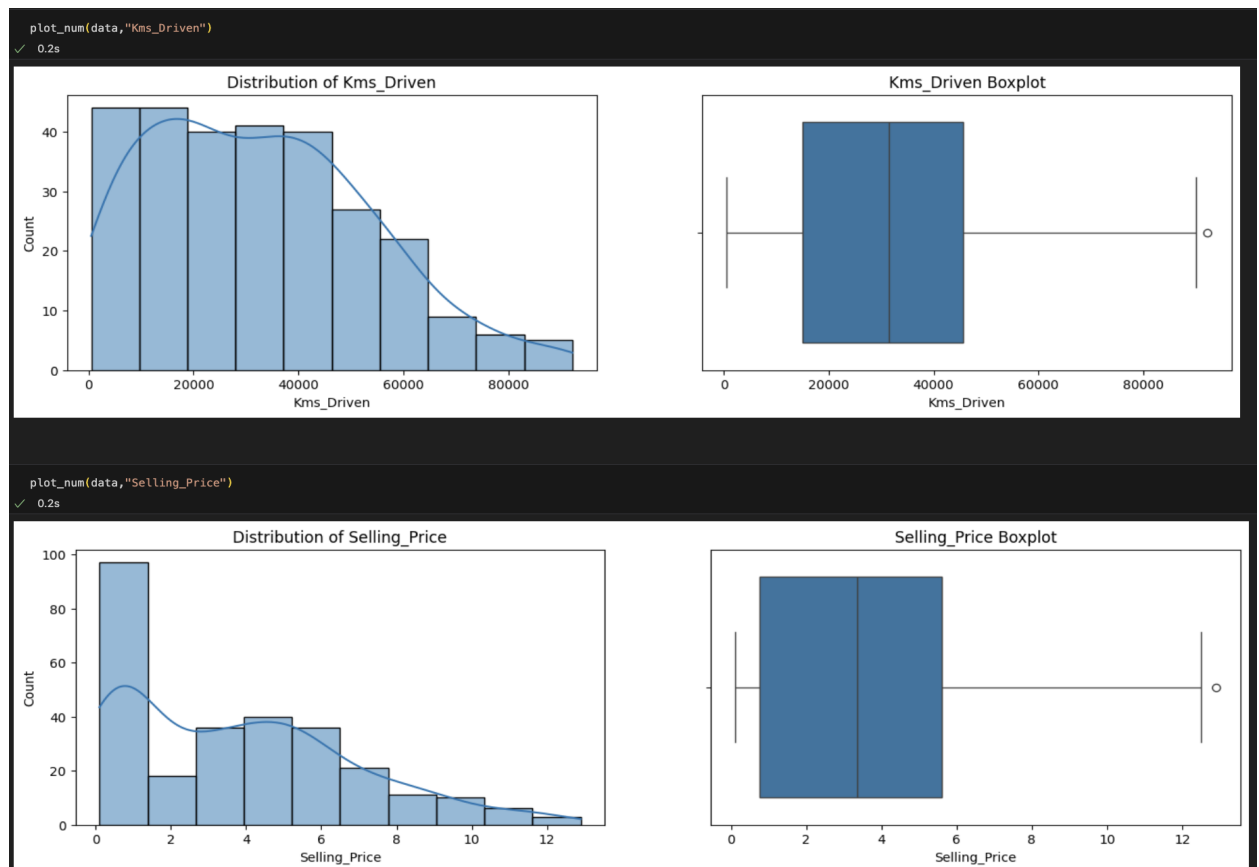 plot_num(data,"Kms_Driven")
✓ 0.2s
Distribution of Kms_Driven
Kms_Driven Boxplot
40
30
20
10
0
Count
0 20000 40000 60000 80000
Kms_Driven
0 20000 40000 60000 80000
Kms_Driven
plot_num(data,"Selling_Price")
✓ 0.2s
Distribution of Selling_Price
Selling_Price Boxplot
100
80
60
40
20
0
Count
0 2 4 6 8 10 12
Selling_Price
0 2 4 6 8 10 12
Selling_Price